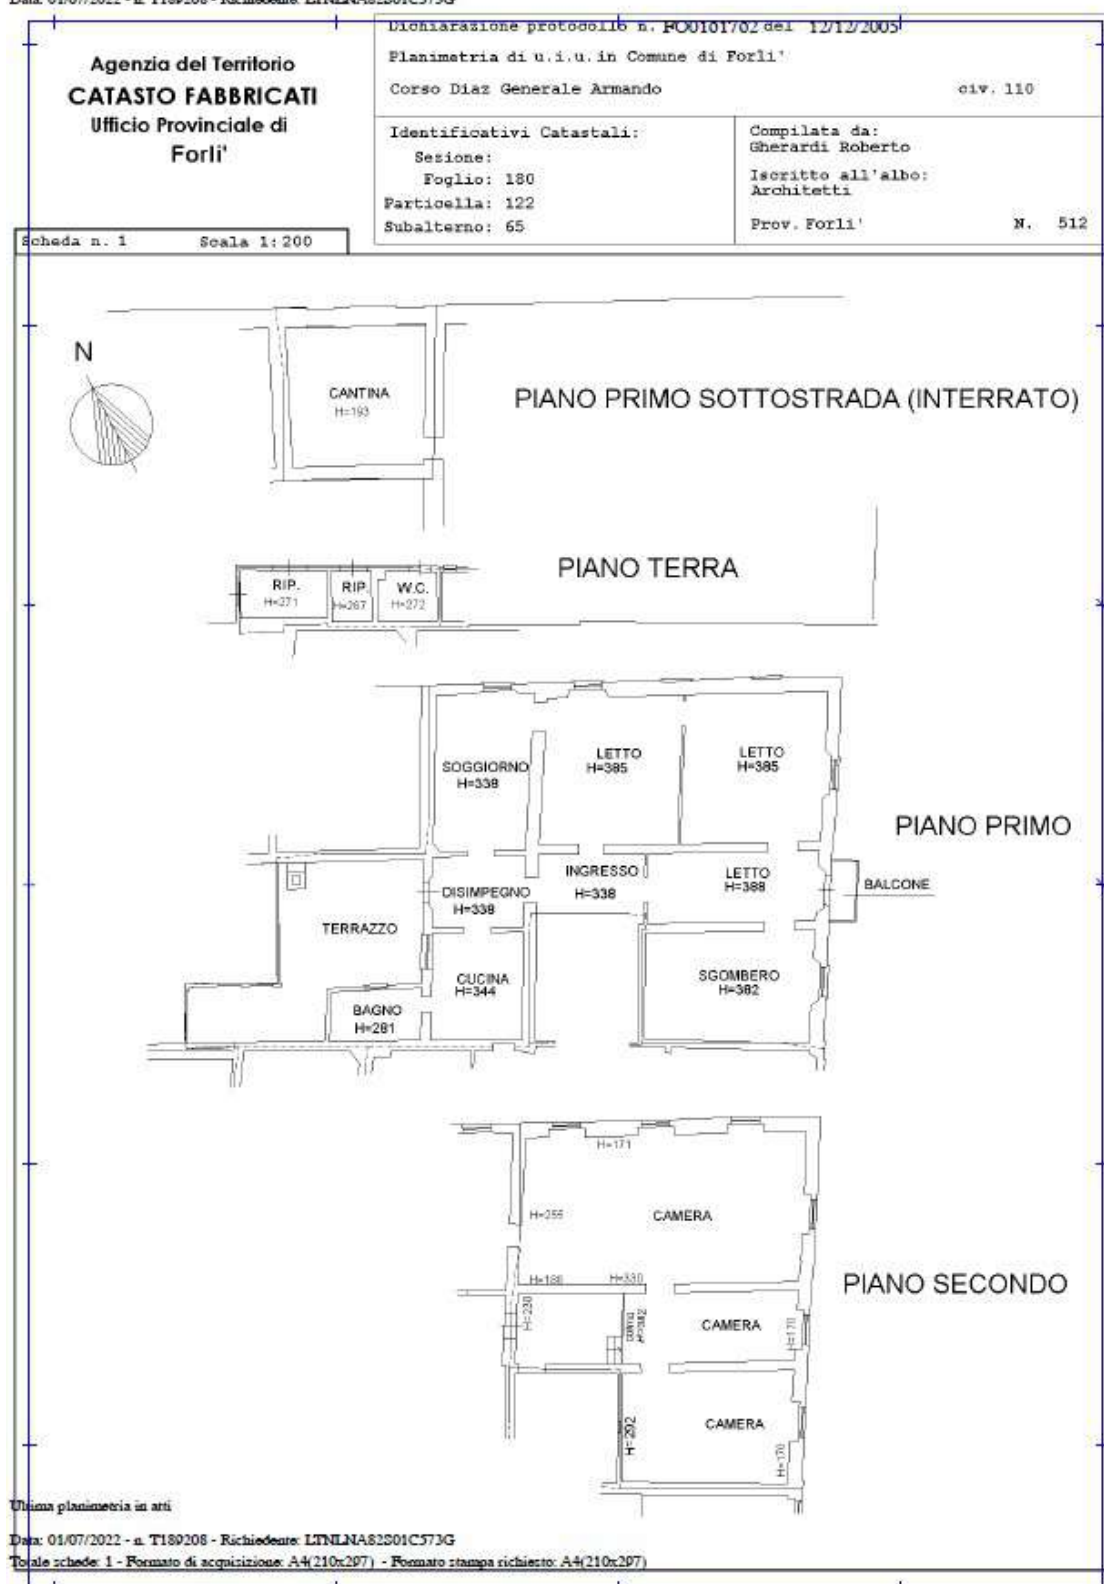 Data: 01/07/2022 - n. T189208 - Richiedente: LTNLNA82S01C573G
Agenzia del Territorio
CATASTO FABBRICATI
Ufficio Provinciale di
Forli'
Dichiarazione protocollo n. FO0101702 del 12/12/2005
Planimetria di u.i.u. in Comune di Forli'
Corso Diaz Generale Armando civ. 110
Identificativi Catastali:
Sezione:
Foglio: 180
Particella: 122
Subalterno: 65
Compilata da:
Gherardi Roberto
Iscritto all'albo:
Architetti
Prov. Forli' N. 512
Scheda n. 1 Scala 1:200
N
CANTINA
H=193
PIANO PRIMO SOTTOSTRADA (INTERRATO)
PIANO TERRA
RIP.
H=271
RIP.
H=267
W.C.
H=272
SOGGIORNO
H=338
LETTO
H=385
LETTO
H=385
PIANO PRIMO
INGRESSO
H=338
LETTO
H=388
BALCONE
DISIMPEGNO
H=338
TERRAZZO
CUCINA
H=344
SGOMBERO
H=382
BAGNO
H=281
H=171
H=255
CAMERA
H=186
H=330
PIANO SECONDO
H=230
CAMERA
H=170
CAMERA
H=292
H=170
Ultima planimetria in atti
Data: 01/07/2022 - n. T189208 - Richiedente: LTNLNA82S01C573G
Totale schede: 1 - Formato di acquisizione: A4(210x297) - Formato stampa richiesto: A4(210x297)